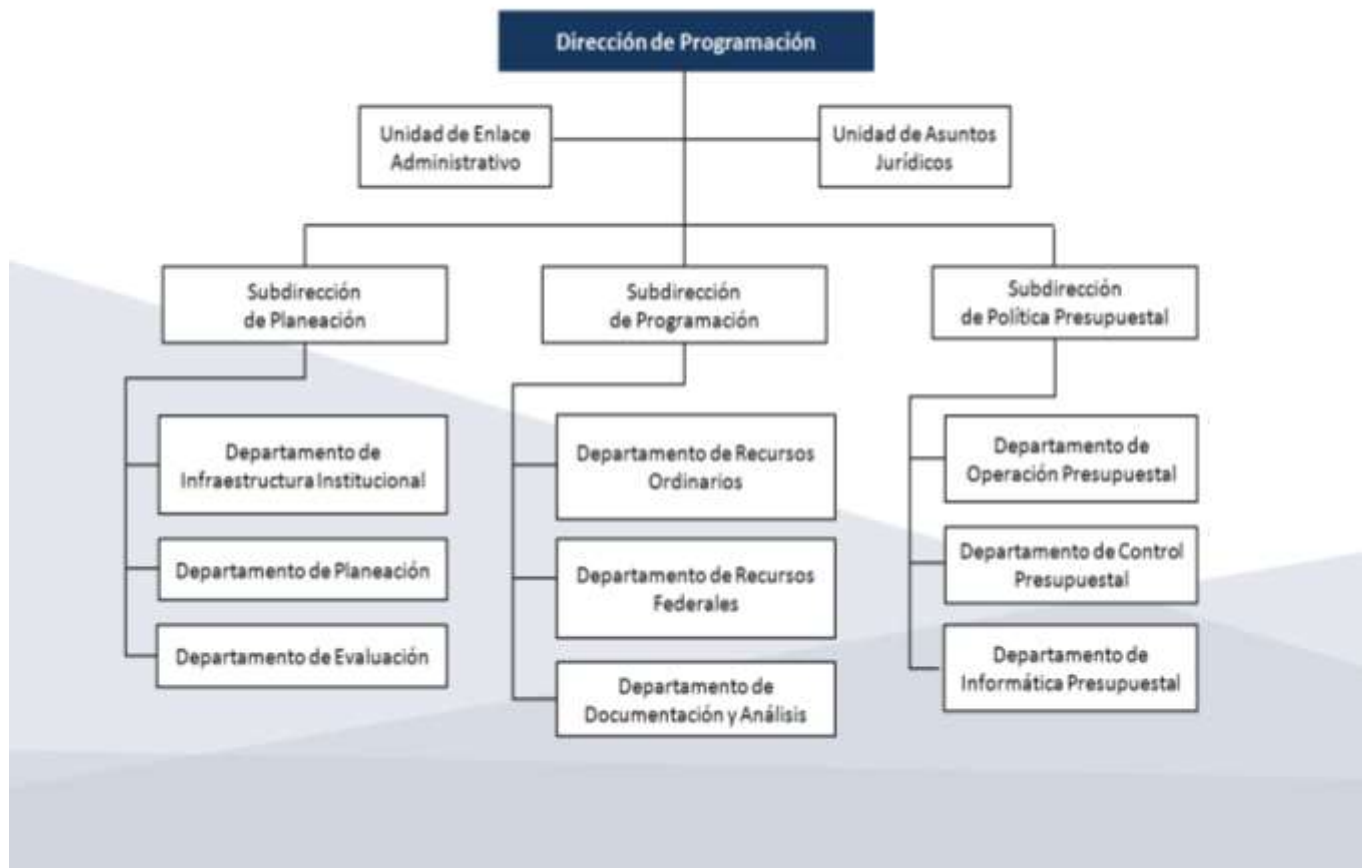 Dirección de Programación
Unidad de Enlace
Administrativo
Unidad de Asuntos
Jurídicos
Subdirección
de Planeación
Subdirección
de Programación
Subdirección
de Política Presupuestal
Departamento de
Infraestructura Institucional
Departamento de Planeación
Departamento de Evaluación
Departamento de Recursos
Ordinarios
Departamento de Recursos
Federales
Departamento de
Documentación y Análisis
Departamento de
Operación Presupuestal
Departamento de Control
Presupuestal
Departamento de
Informática Presupuestal